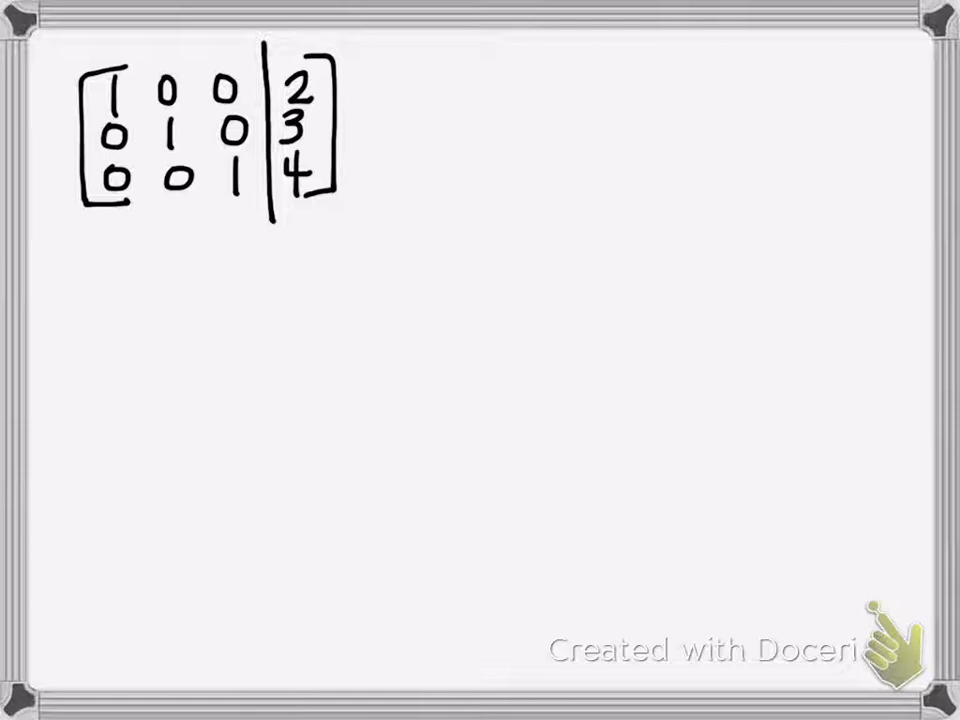 1 0 0 | 2
0 1 0 | 3
0 0 1 | 4
Created with Doceri